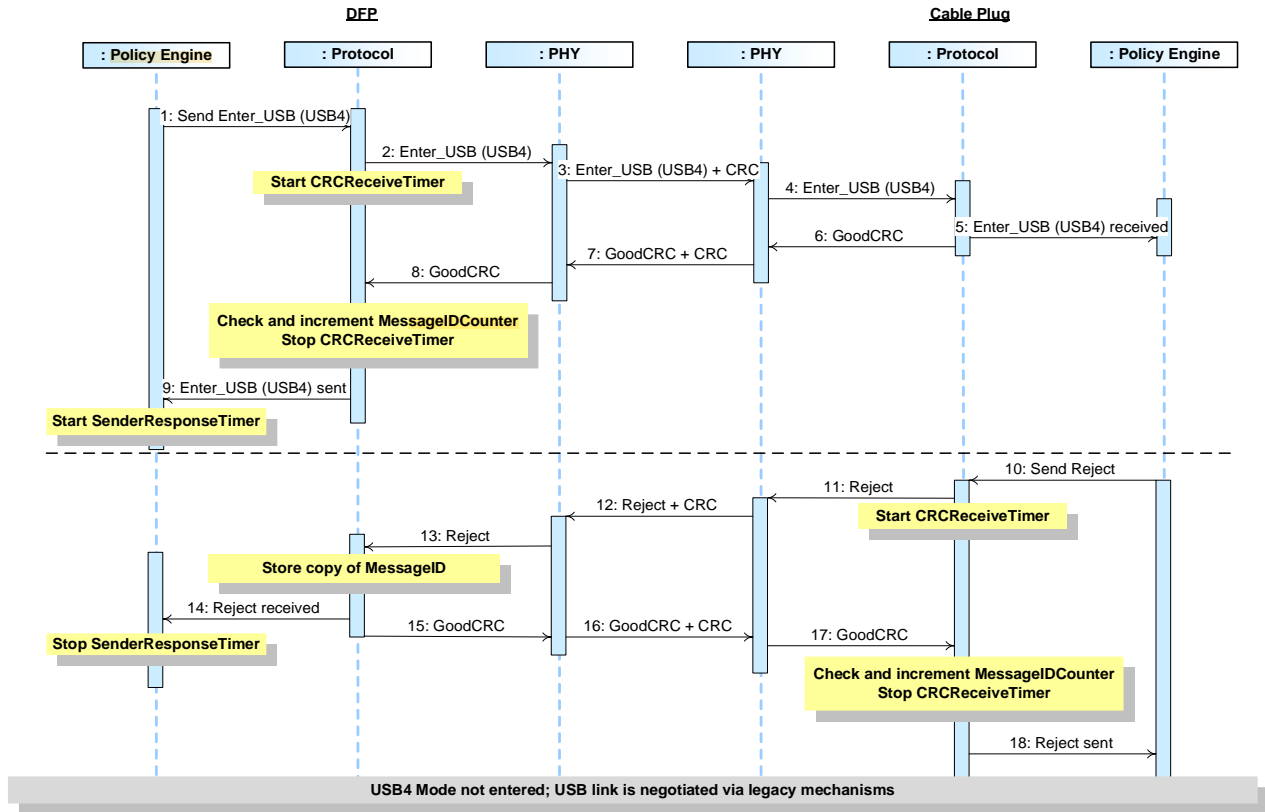 DFP
Cable Plug
: Policy Engine
: Protocol
: PHY
: PHY
: Protocol
: Policy Engine
1: Send Enter_USB (USB4)
2: Enter_USB (USB4)
Start CRCReceiveTimer
3: Enter_USB (USB4) + CRC
4: Enter_USB (USB4)
5: Enter_USB (USB4) received
6: GoodCRC
7: GoodCRC + CRC
8: GoodCRC
Check and increment MessageIDCounter
Stop CRCReceiveTimer
9: Enter_USB (USB4) sent
Start SenderResponseTimer
10: Send Reject
11: Reject
Start CRCReceiveTimer
12: Reject + CRC
13: Reject
Store copy of MessageID
14: Reject received
Stop SenderResponseTimer
15: GoodCRC
16: GoodCRC + CRC
17: GoodCRC
Check and increment MessageIDCounter
Stop CRCReceiveTimer
18: Reject sent
USB4 Mode not entered; USB link is negotiated via legacy mechanisms